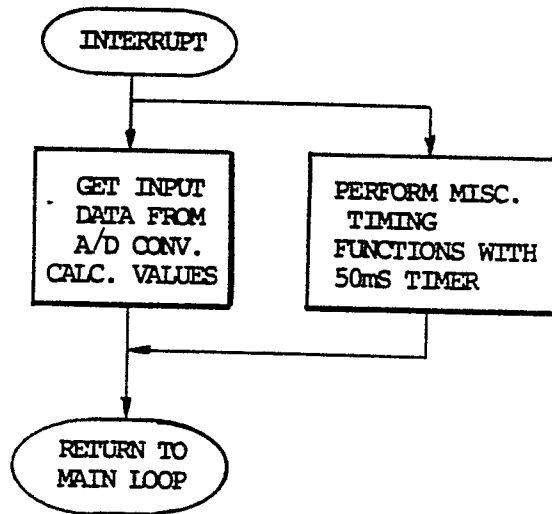 INTERRUPT
GET INPUT
DATA FROM
A/D CONV.
CALC. VALUES
PERFORM MISC.
TIMING
FUNCTIONS WITH
50mS TIMER
RETURN TO
MAIN LOOP